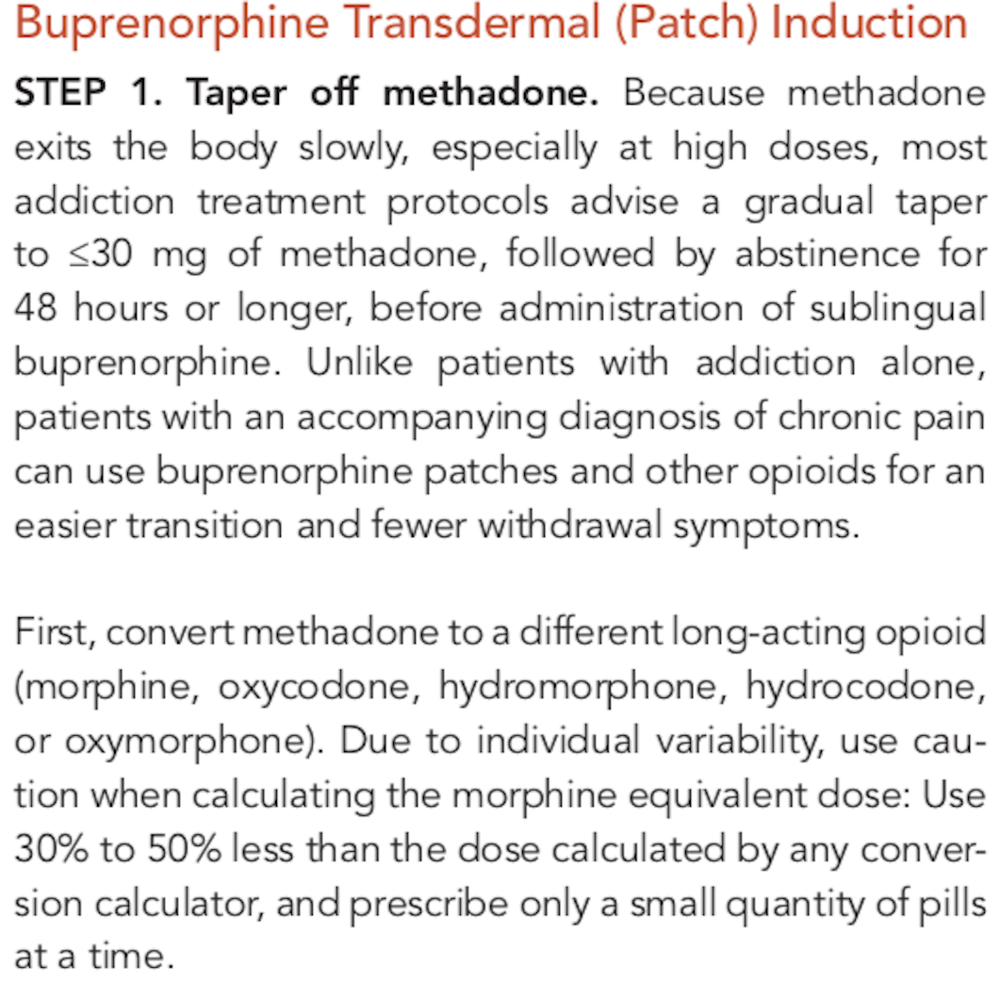 Buprenorphine Transdermal (Patch) Induction
STEP 1. Taper off methadone. Because methadone
exits the body slowly, especially at high doses, most
addiction treatment protocols advise a gradual taper
to ≤30 mg of methadone, followed by abstinence for
48 hours or longer, before administration of sublingual
buprenorphine. Unlike patients with addiction alone,
patients with an accompanying diagnosis of chronic pain
can use buprenorphine patches and other opioids for an
easier transition and fewer withdrawal symptoms.
First, convert methadone to a different long-acting opioid
(morphine, oxycodone, hydromorphone, hydrocodone,
or oxymorphone). Due to individual variability, use cau-
tion when calculating the morphine equivalent dose: Use
30% to 50% less than the dose calculated by any conver-
sion calculator, and prescribe only a small quantity of pills
at a time.